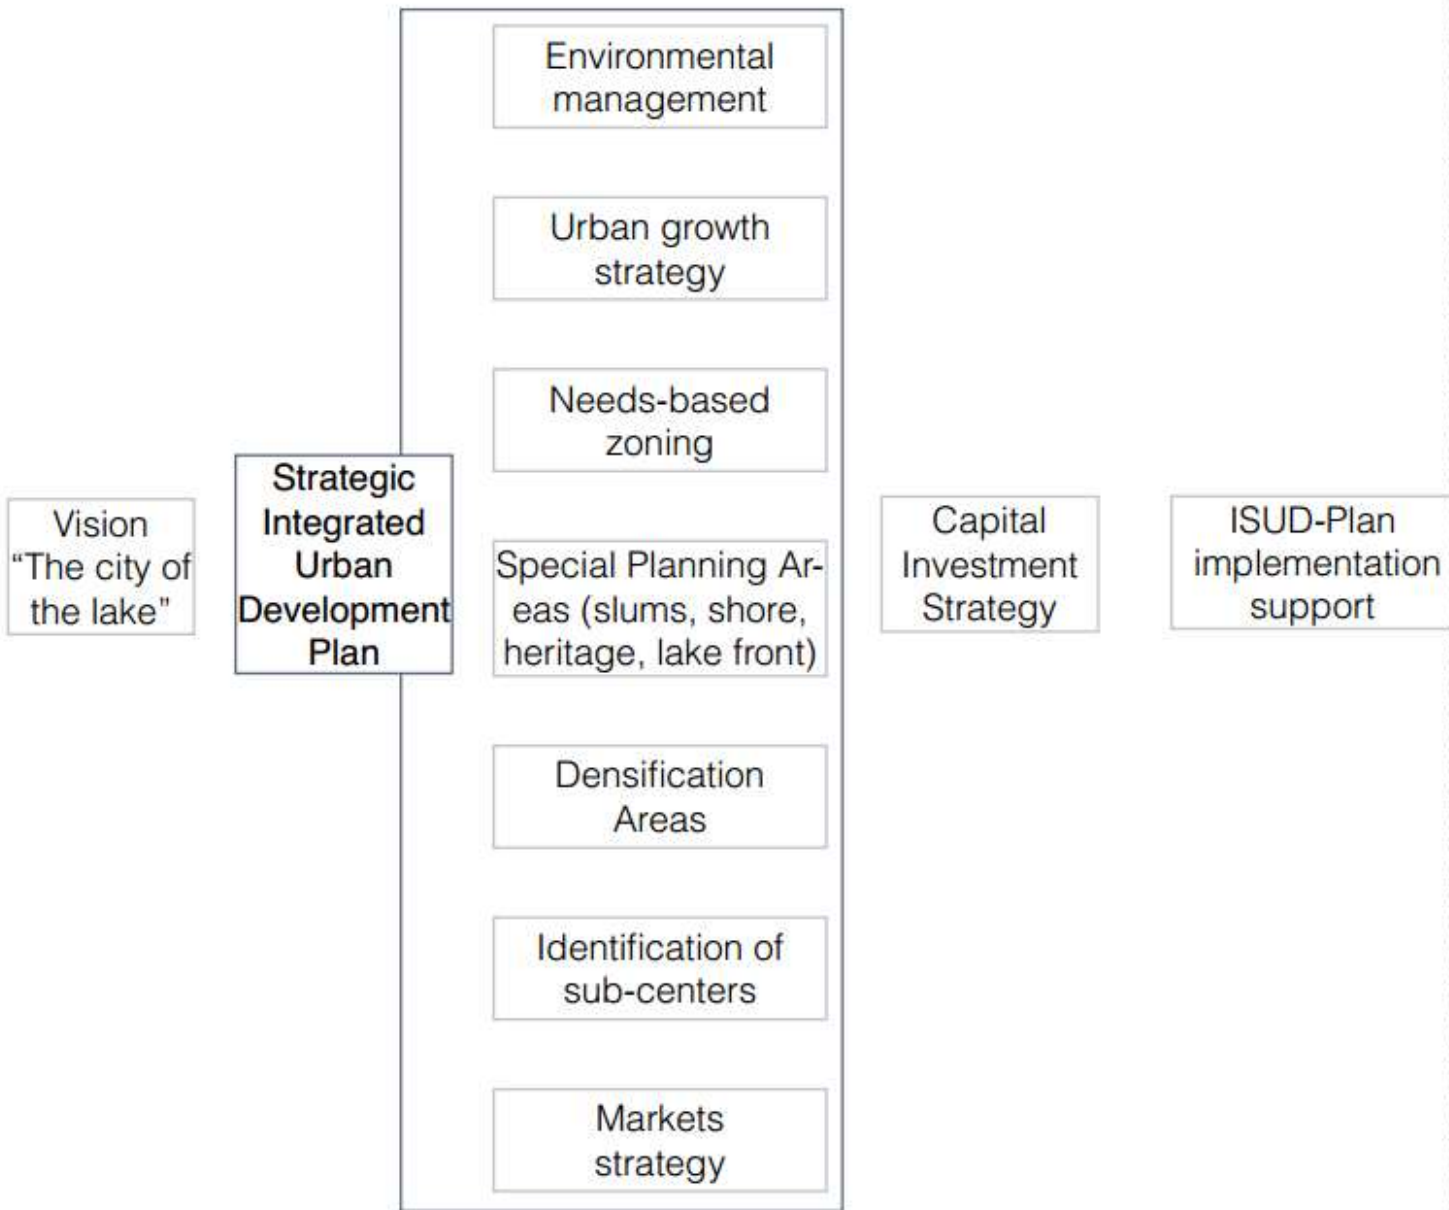 Vision
“The city of
the lake”
Strategic
Integrated
Urban
Development
Plan
Environmental
management
Urban growth
strategy
Needs-based
zoning
Special Planning Ar-
eas (slums, shore,
heritage, lake front)
Densification
Areas
Identification of
sub-centers
Markets
strategy
Capital
Investment
Strategy
ISUD-Plan
implementation
support